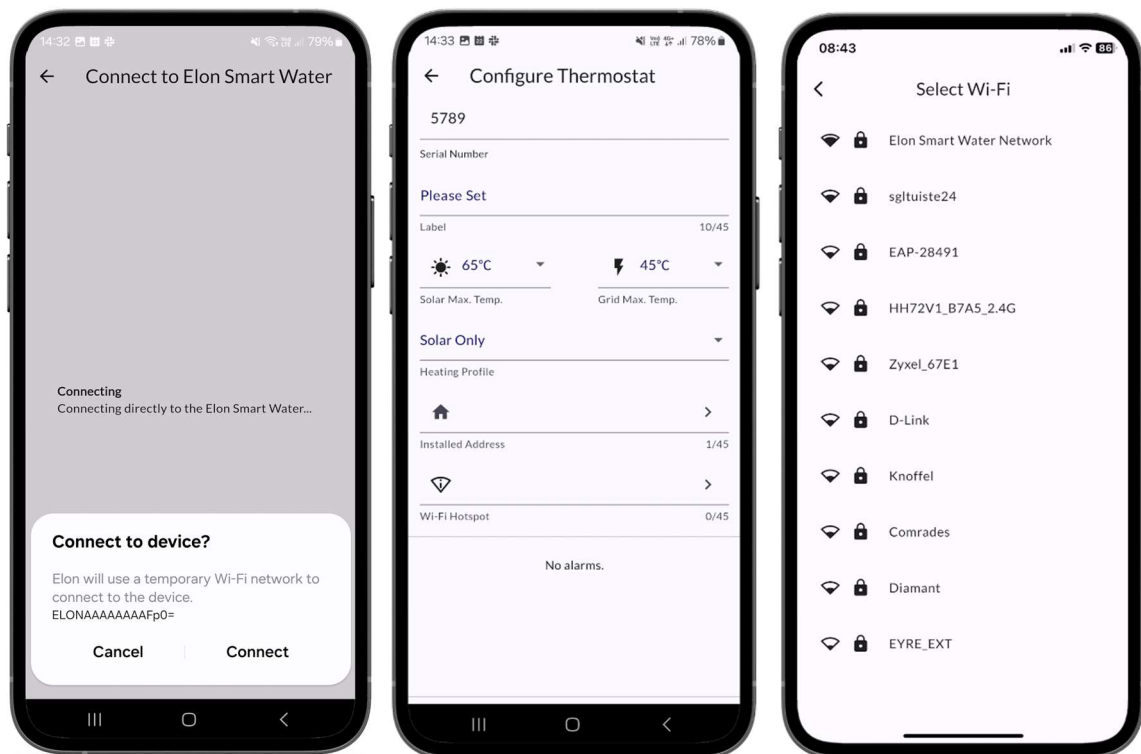 14:32
79%
Connect to Elon Smart Water
Connecting
Connecting directly to the Elon Smart Water...
Connect to device?
Elon will use a temporary Wi-Fi network to
connect to the device.
ELONAAAAAAAFp0=
Cancel
Connect
14:33
78%
Configure Thermostat
5789
Serial Number
Please Set
Label
10/45
65°C
45°C
Solar Max. Temp.
Grid Max. Temp.
Solar Only
Heating Profile
Installed Address
1/45
Wi-Fi Hotspot
0/45
No alarms.
08:43
86
Select Wi-Fi
Elon Smart Water Network
sgltuiste24
EAP-28491
HH72V1_B7A5_2.4G
Zyxel_67E1
D-Link
Knoffel
Comrades
Diamant
EYRE_EXT